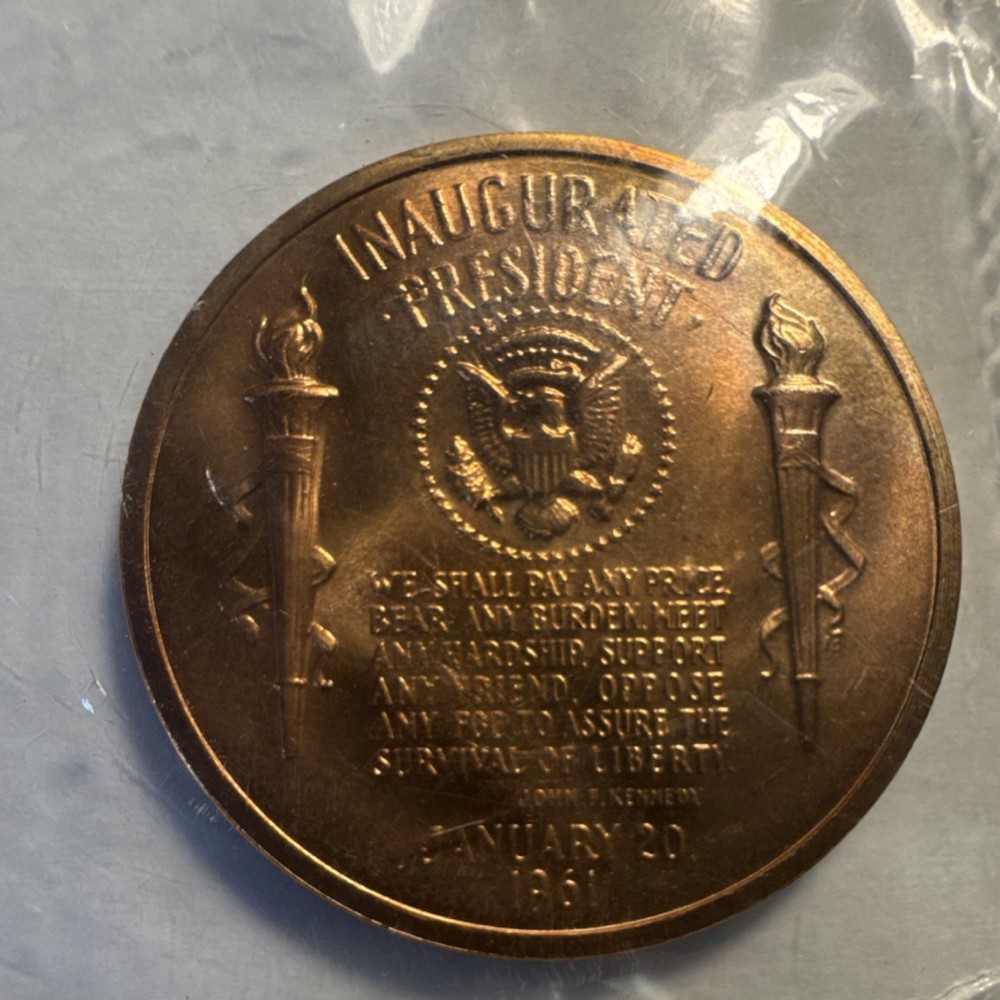 INAUGURATED
· PRESIDENT ·
WE SHALL PAY ANY PRICE,
BEAR ANY BURDEN, MEET
ANY HARDSHIP, SUPPORT
ANY FRIEND, OPPOSE
ANY FOE TO ASSURE THE
SURVIVAL OF LIBERTY.
JOHN F. KENNEDY
JANUARY 20,
1961